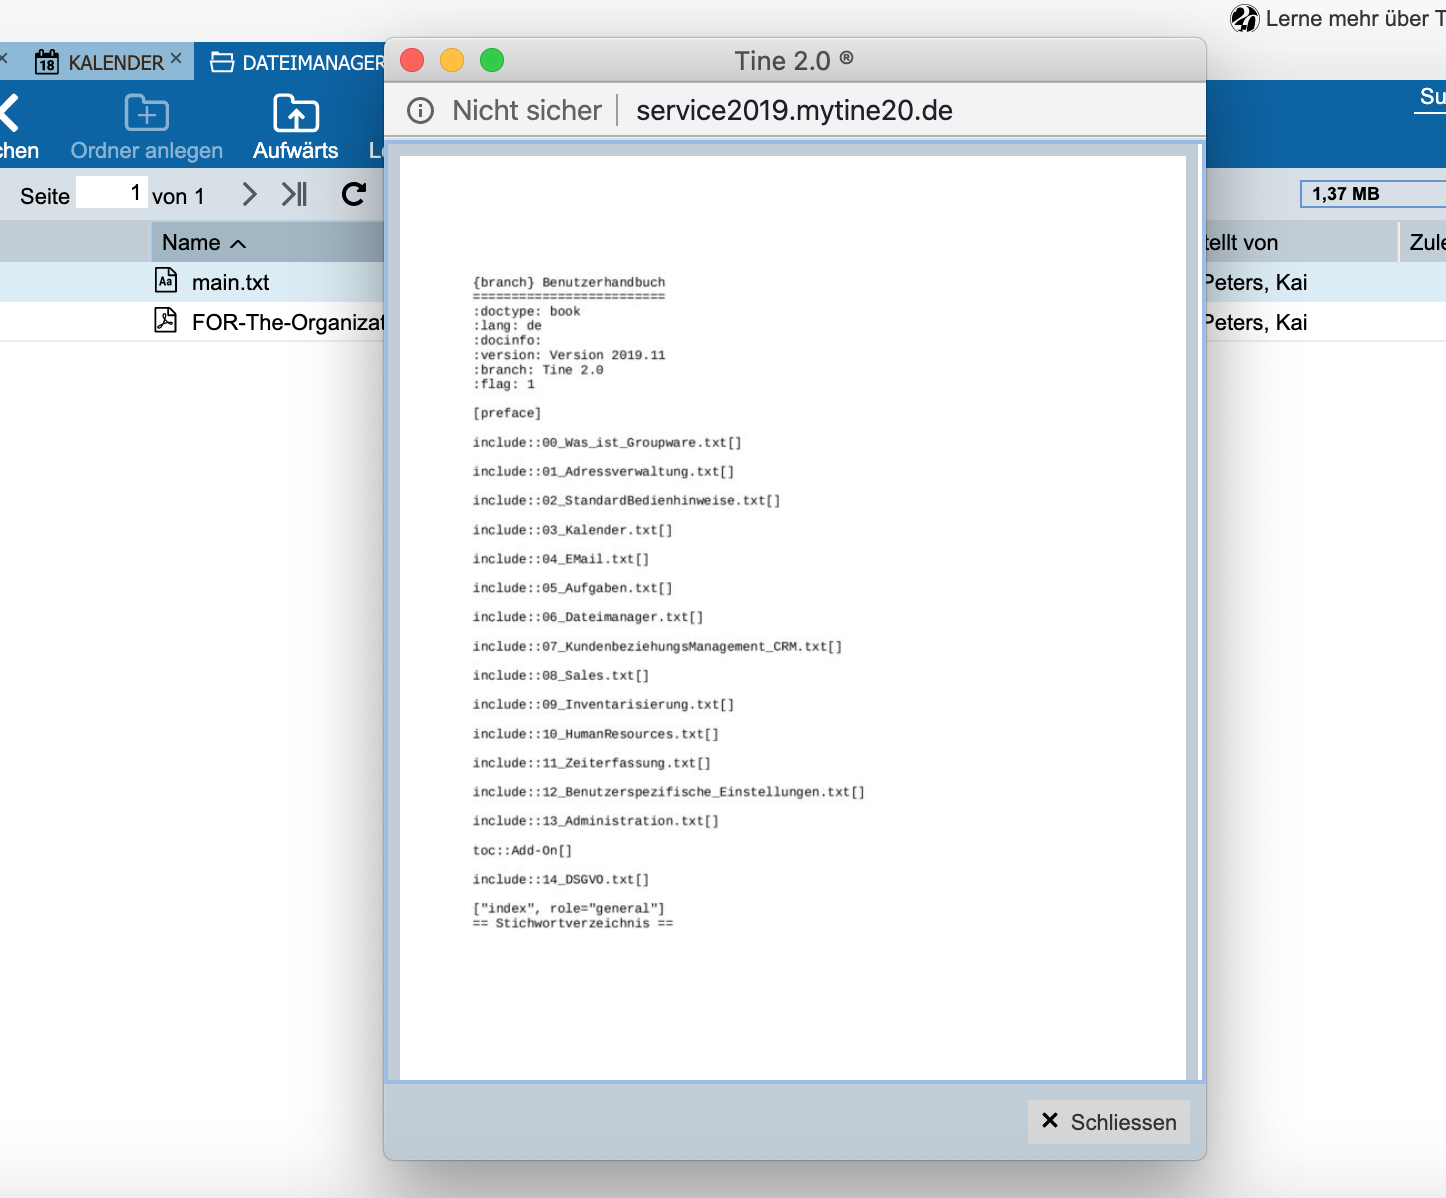 Lerne mehr über T
KALENDER
DATEIMANAGER
Tine 2.0 ®
Nicht sicher
service2019.mytine20.de
chen
Ordner anlegen
Aufwärts
Su
Seite 1 von 1
1,37 MB
Name
tellt von
Zule
main.txt
Peters, Kai
FOR-The-Organizat
Peters, Kai
{branch} Benutzerhandbuch
=========================
:doctype: book
:lang: de
:docinfo:
:version: Version 2019.11
:branch: Tine 2.0
:flag: 1
[preface]
include::00_Was_ist_Groupware.txt[]
include::01_Adressverwaltung.txt[]
include::02_StandardBedienhinweise.txt[]
include::03_Kalender.txt[]
include::04_EMail.txt[]
include::05_Aufgaben.txt[]
include::06_Dateimanager.txt[]
include::07_KundenbeziehungsManagement_CRM.txt[]
include::08_Sales.txt[]
include::09_Inventarisierung.txt[]
include::10_HumanResources.txt[]
include::11_Zeiterfassung.txt[]
include::12_Benutzerspezifische_Einstellungen.txt[]
include::13_Administration.txt[]
toc::Add-On[]
include::14_DSGVO.txt[]
["index", role="general"]
== Stichwortverzeichnis ==
Schliessen